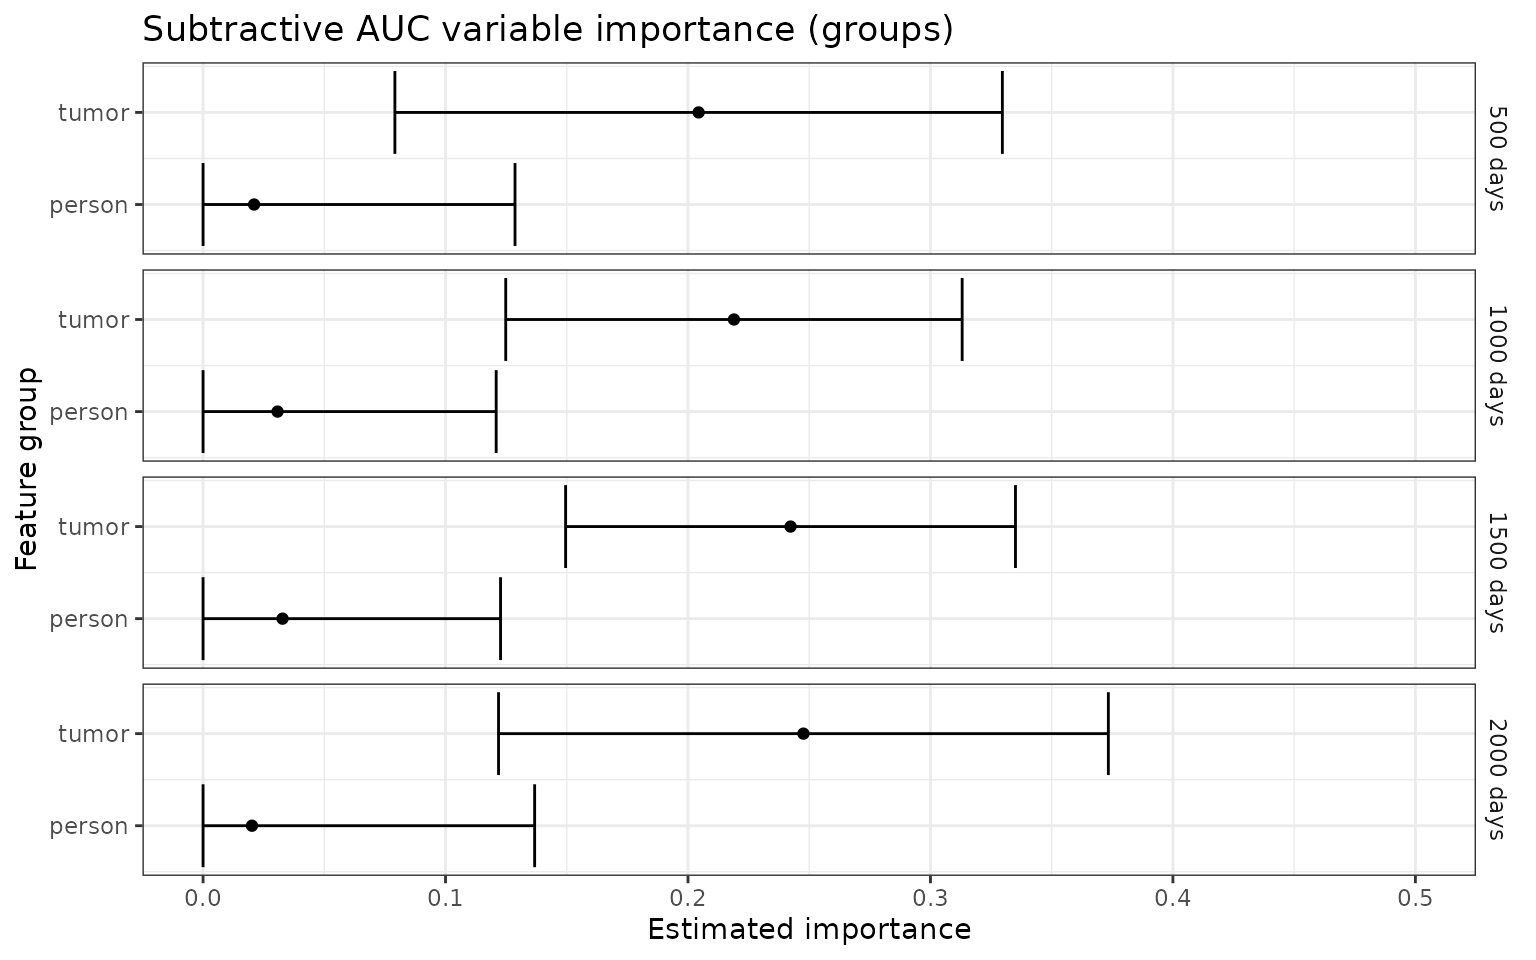 Subtractive AUC variable importance (groups)
tumor
person
500 days
tumor
person
1000 days
tumor
person
1500 days
tumor
person
2000 days
Feature group
0.0 0.1 0.2 0.3 0.4 0.5
Estimated importance